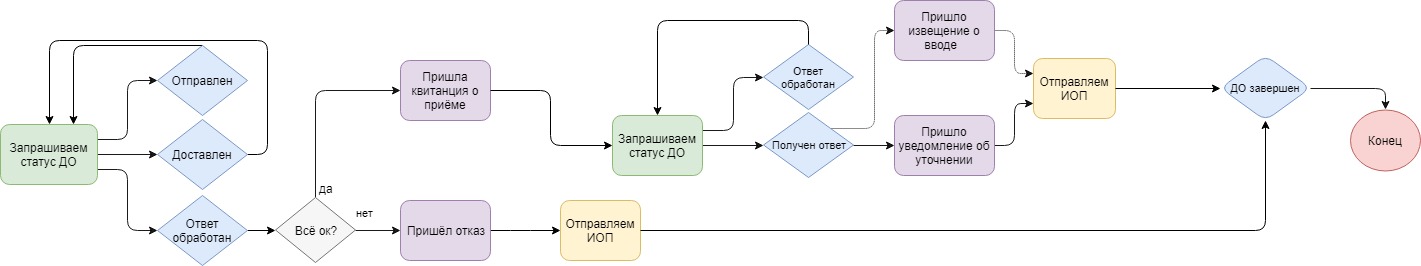 Запрашиваем
статус ДО
Отправлен
Доставлен
Ответ
обработан
Всё ок?
да
нет
Пришла
квитанция о
приёме
Пришёл отказ
Отправляем
ИОП
Запрашиваем
статус ДО
Ответ
обработан
Получен ответ
Пришло
извещение о
вводе
Пришло
уведомление об
уточнении
Отправляем
ИОП
ДО завершен
Конец